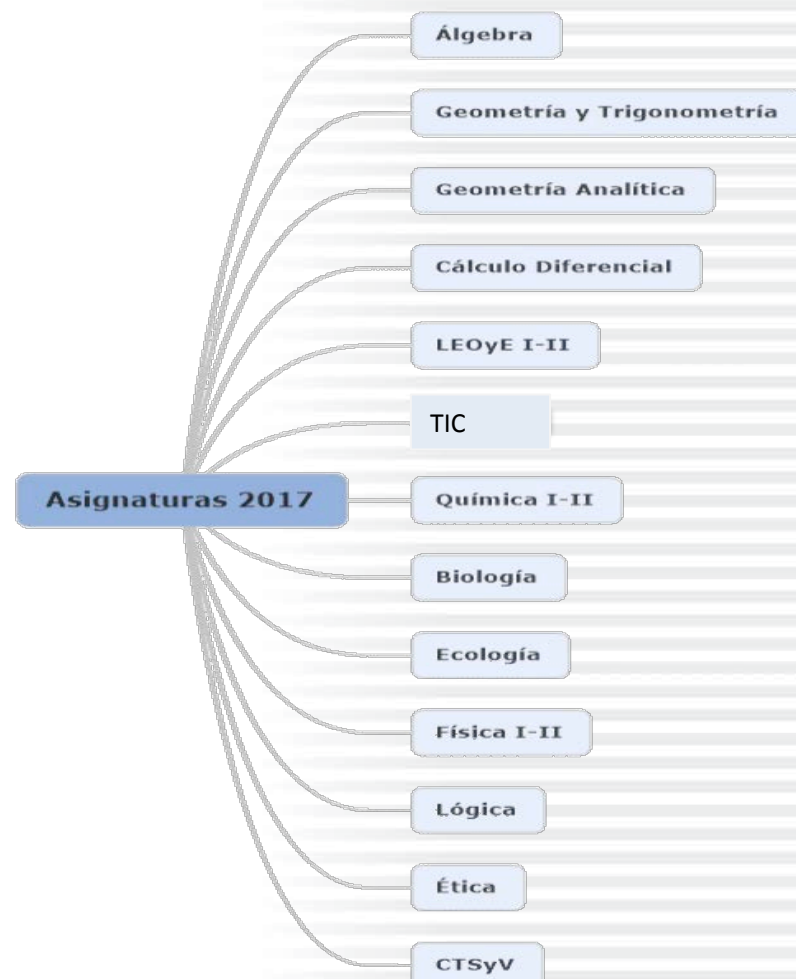 Álgebra
Geometría y Trigonometría
Geometría Analítica
Cálculo Diferencial
LEOyE I-II
TIC
Asignaturas 2017
Química I-II
Biología
Ecología
Física I-II
Lógica
Ética
CTSyV